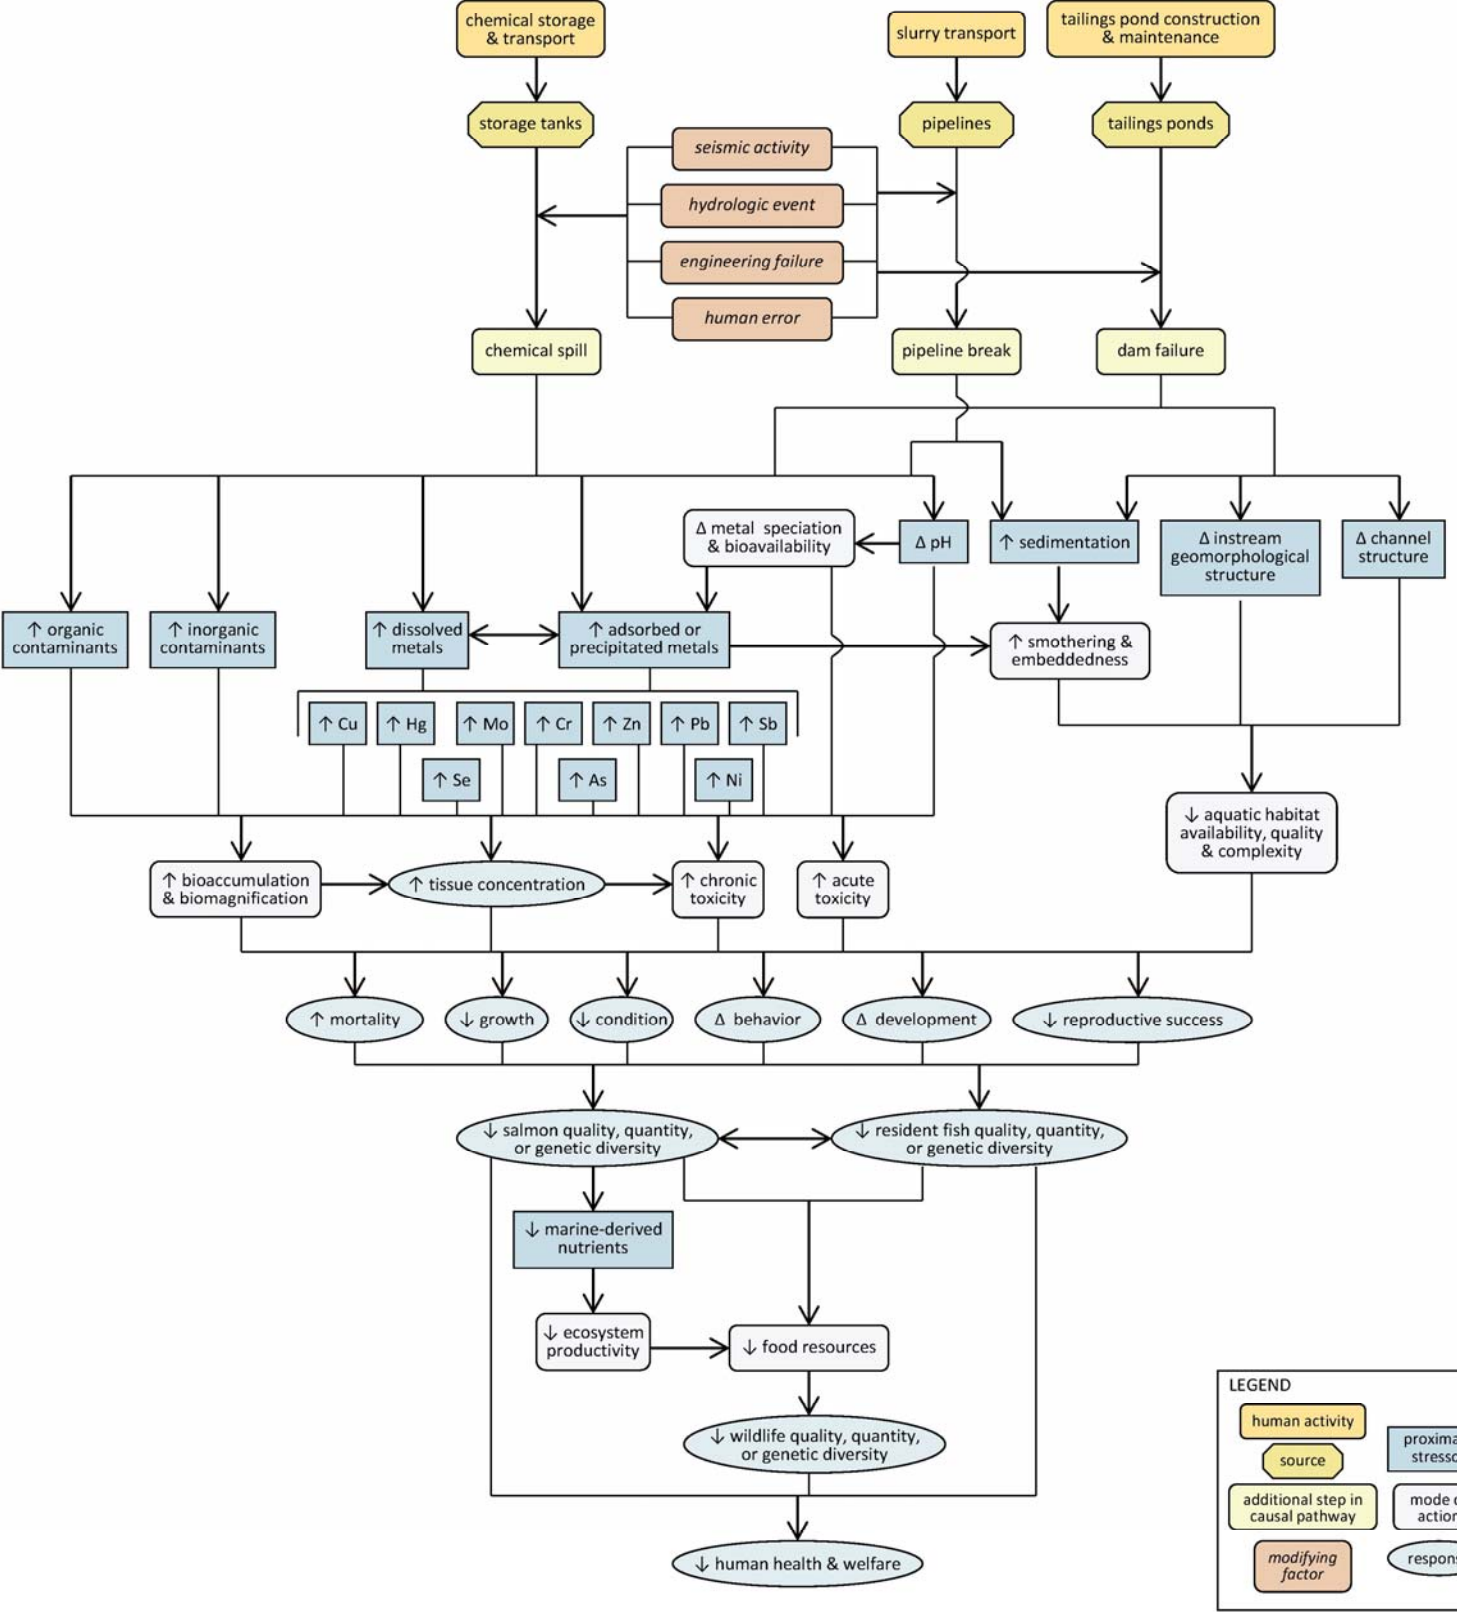 chemical storage
& transport
slurry transport
tailings pond construction
& maintenance
storage tanks
pipelines
tailings ponds
seismic activity
hydrologic event
engineering failure
human error
chemical spill
pipeline break
dam failure
Δ metal speciation
& bioavailability
Δ pH
↑ sedimentation
Δ instream
geomorphological
structure
Δ channel
structure
↑ organic
contaminants
↑ inorganic
contaminants
↑ dissolved
metals
↑ adsorbed or
precipitated metals
↑ smothering &
embeddedness
↑ Cu
↑ Hg
↑ Mo
↑ Cr
↑ Zn
↑ Pb
↑ Sb
↑ Se
↑ As
↑ Ni
↓ aquatic habitat
availability, quality
& complexity
↑ bioaccumulation
& biomagnification
↑ tissue concentration
↑ chronic
toxicity
↑ acute
toxicity
↑ mortality
↓ growth
↓ condition
Δ behavior
Δ development
↓ reproductive success
↓ salmon quality, quantity,
or genetic diversity
↓ resident fish quality, quantity,
or genetic diversity
↓ marine-derived
nutrients
↓ ecosystem
productivity
↓ food resources
↓ wildlife quality, quantity,
or genetic diversity
↓ human health & welfare
LEGEND
human activity
source
additional step in
causal pathway
modifying
factor
mode